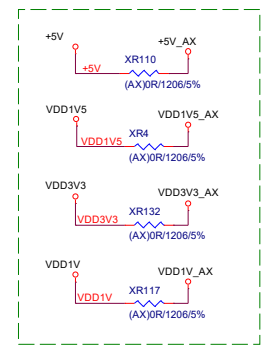 +5V
+5V_AX
XR110
+5V
(AX)0R/1206/5%
VDD1V5
VDD1V5_AX
XR4
VDD1V5
(AX)0R/1206/5%
VDD3V3
VDD3V3_AX
XR132
VDD3V3
(AX)0R/1206/5%
VDD1V
VDD1V_AX
XR117
VDD1V
(AX)0R/1206/5%